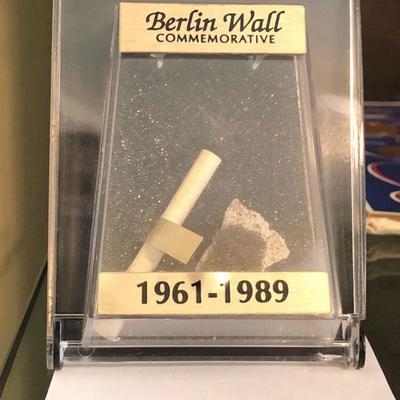 Berlin Wall
COMMEMORATIVE
1961-1989